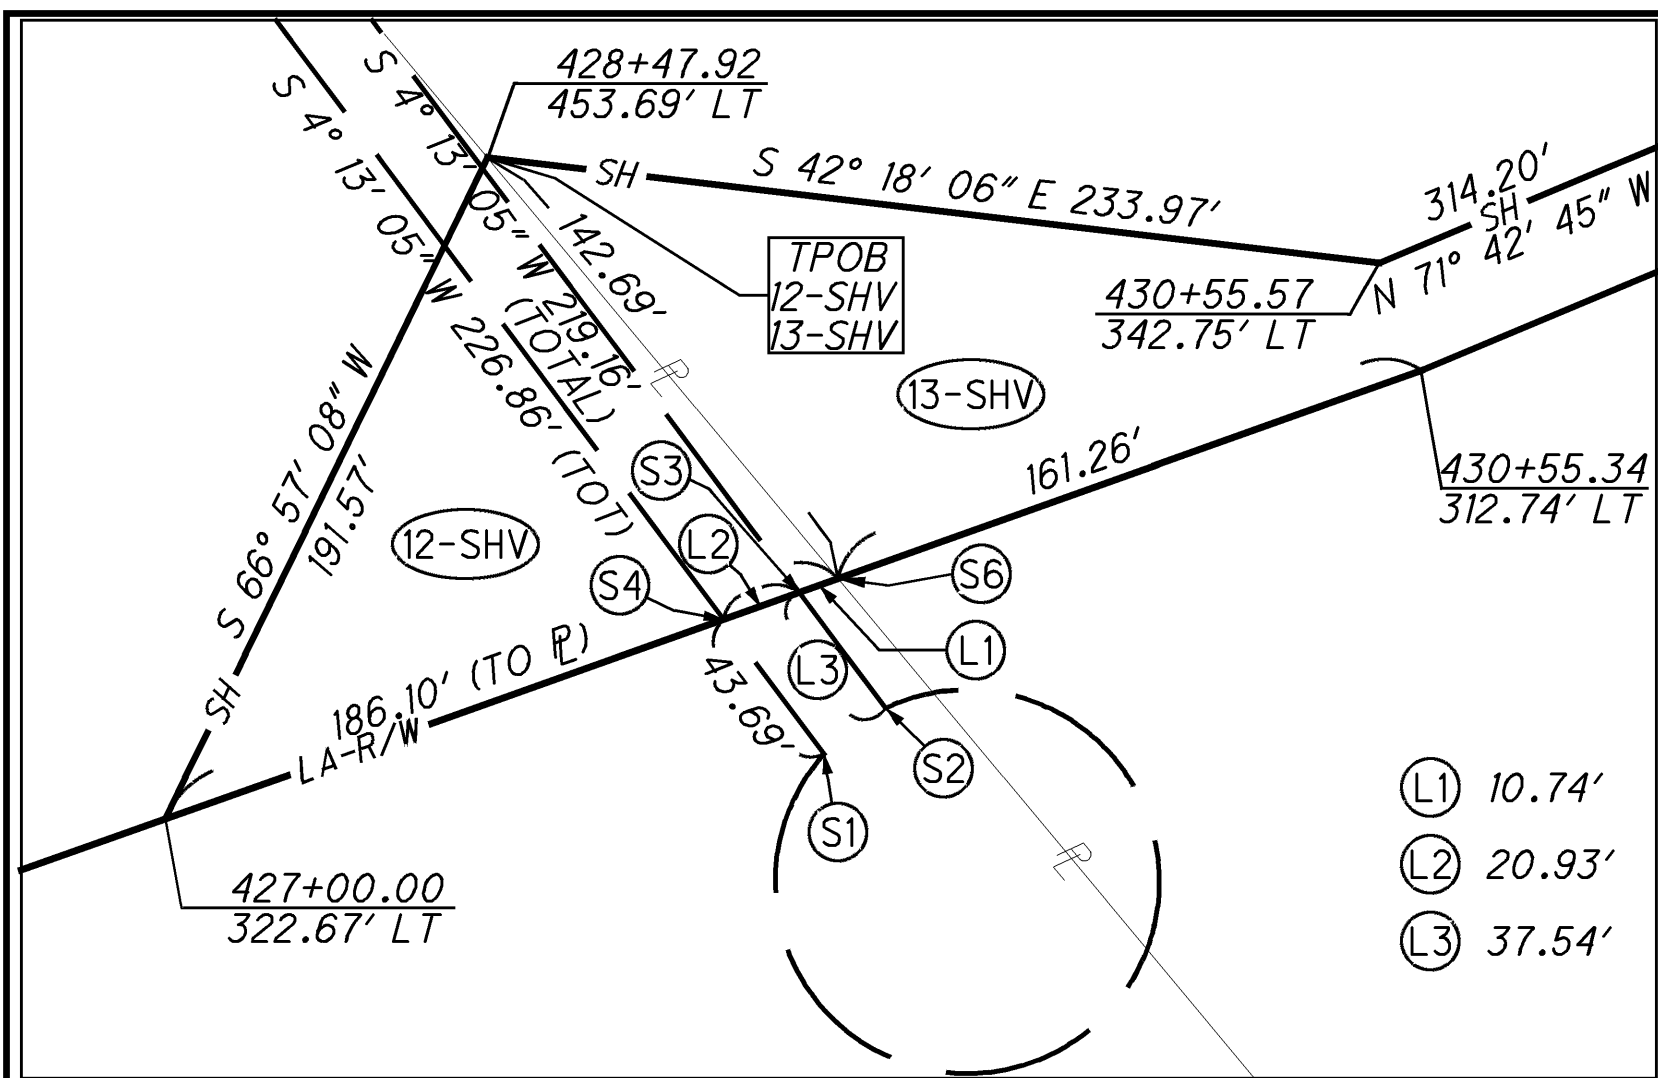 428+47.92
453.69' LT
S 4° 13' 05" W 219.16'
(TOTAL)
S 4° 13' 05" W 226.86' (TOT)
142.69'
SH
S 42° 18' 06" E 233.97'
314.20'
SH
N 71° 42' 45" W
TPOB
12-SHV
13-SHV
430+55.57
342.75' LT
PL
13-SHV
S 66° 57' 08" W
191.57'
12-SHV
161.26'
430+55.34
312.74' LT
S3
L2
S4
S6
L1
L3
SH
186.10' (TO PL)
LA-R/W
43.69'
S2
S1
427+00.00
322.67' LT
PL
L1 10.74'
L2 20.93'
L3 37.54'